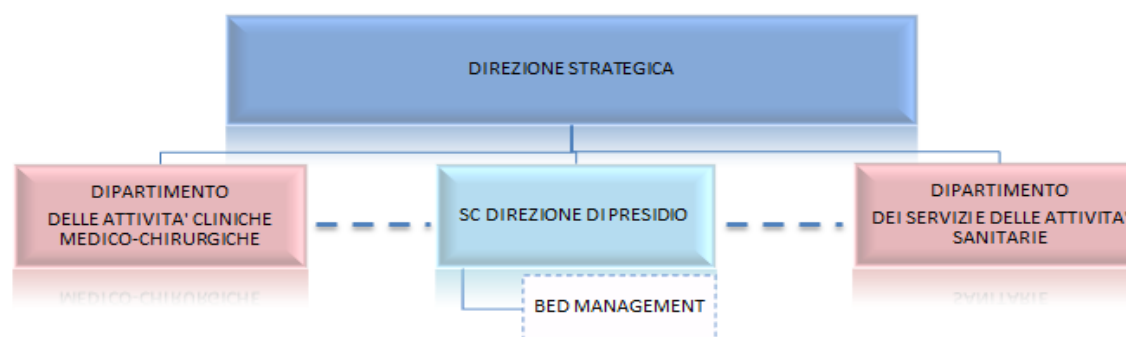 DIREZIONE STRATEGICA
DIPARTIMENTO
DELLE ATTIVITA' CLINICHE
MEDICO-CHIRURGICHE
SC DIREZIONE DI PRESIDIO
DIPARTIMENTO
DEI SERVIZI E DELLE ATTIVITA'
SANITARIE
BED MANAGEMENT